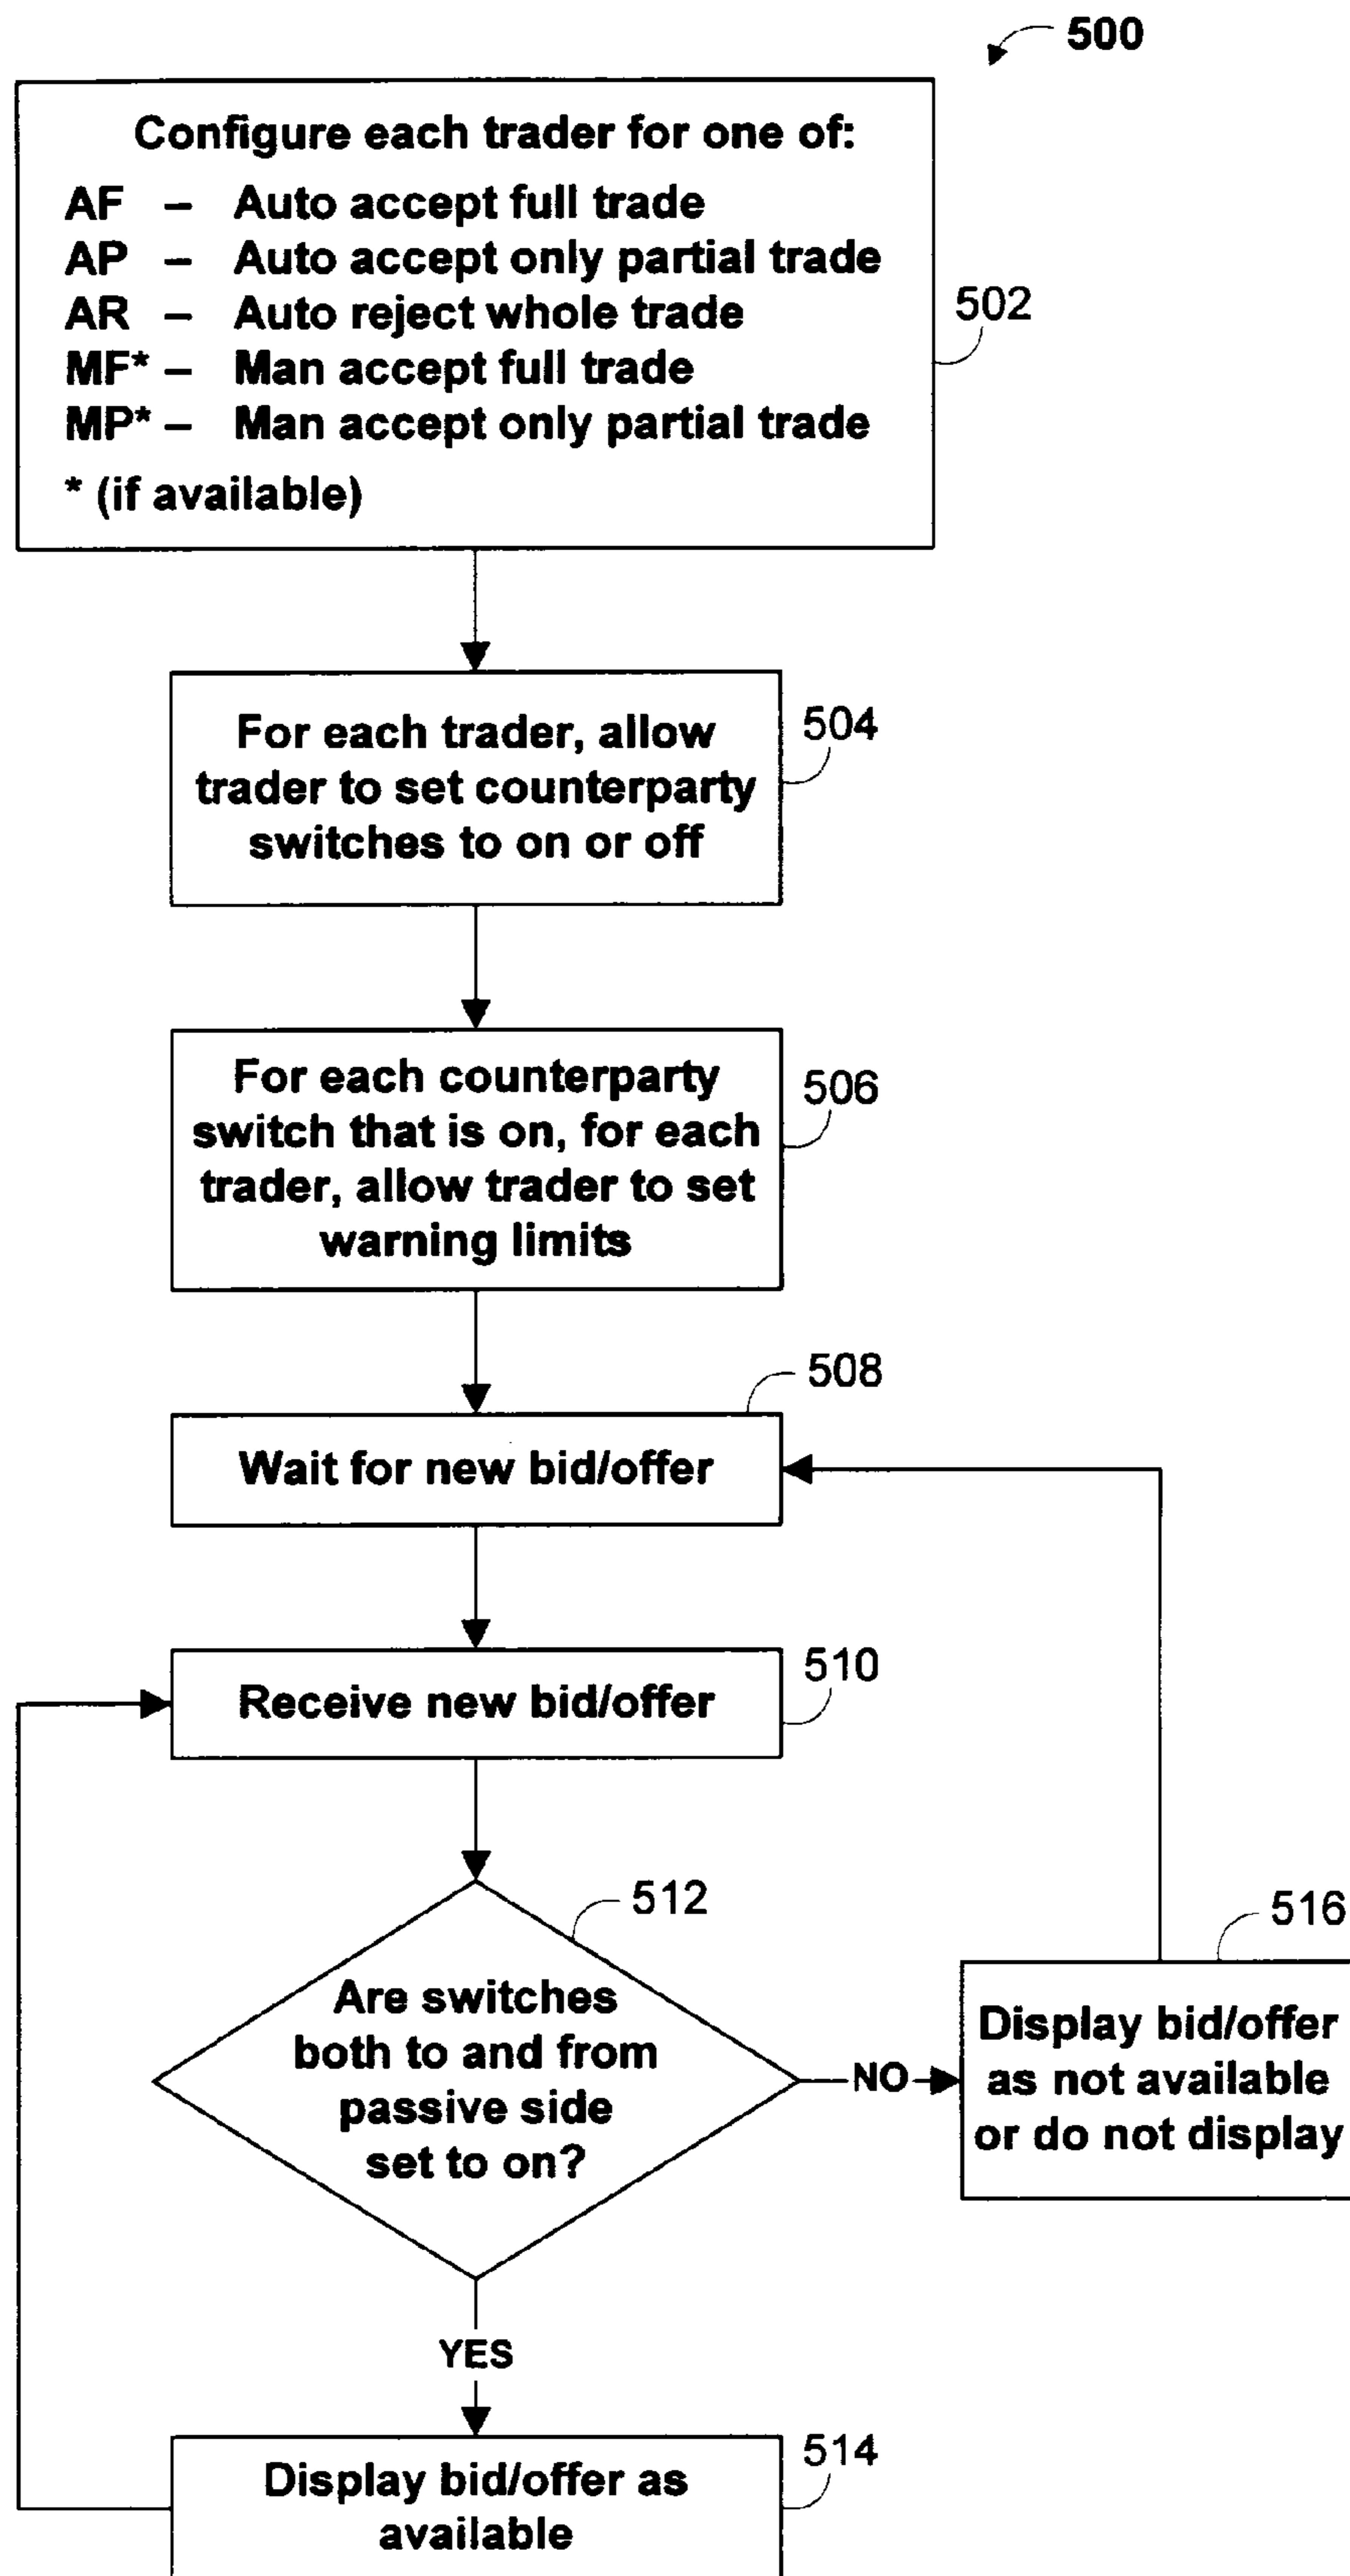 500
Configure each trader for one of:
AF – Auto accept full trade
AP – Auto accept only partial trade
AR – Auto reject whole trade
MF* – Man accept full trade
MP* – Man accept only partial trade
* (if available)
502
For each trader, allow
trader to set counterparty
switches to on or off
504
For each counterparty
switch that is on, for each
trader, allow trader to set
warning limits
506
508
Wait for new bid/offer
Receive new bid/offer
510
512
Are switches
both to and from
passive side
set to on?
NO
516
Display bid/offer
as not available
or do not display
YES
Display bid/offer as
available
514